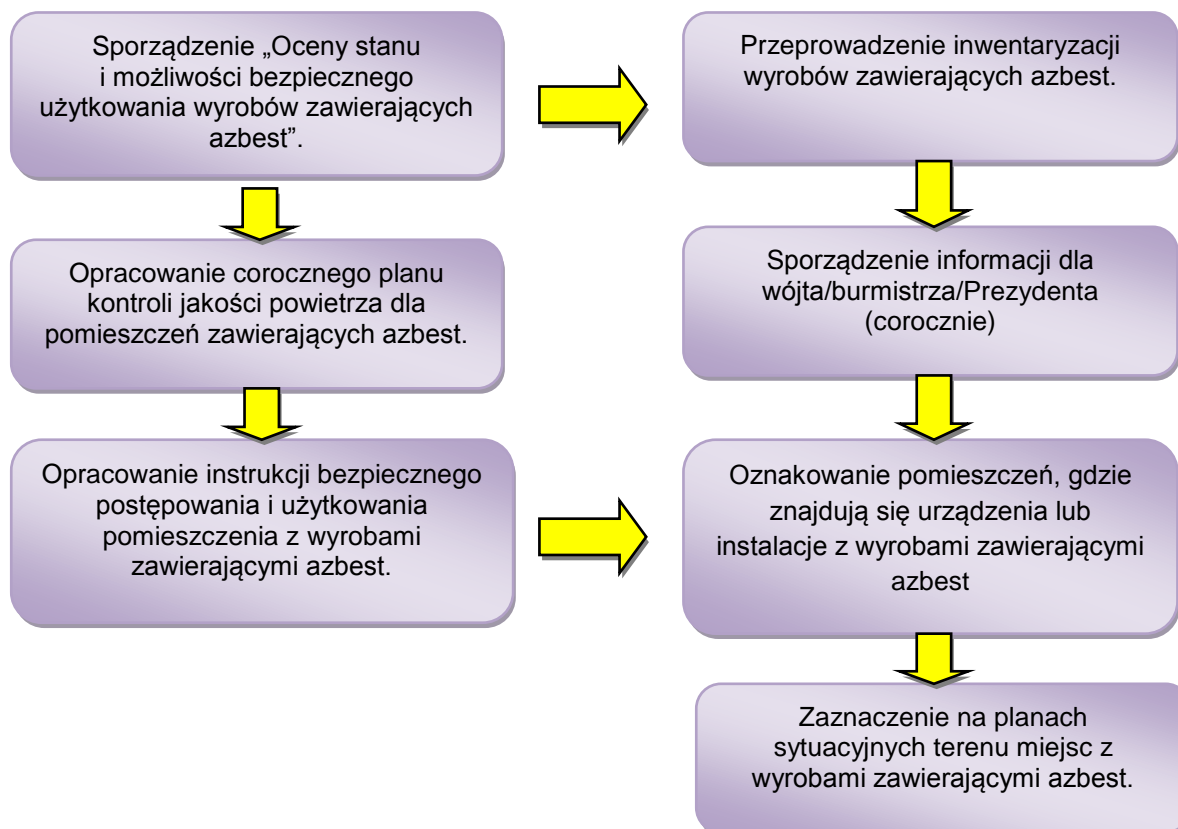 Sporządzenie „Oceny stanu
i możliwości bezpiecznego
użytkowania wyrobów zawierających
azbest”.
Przeprowadzenie inwentaryzacji
wyrobów zawierających azbest.
Opracowanie corocznego planu
kontroli jakości powietrza dla
pomieszczeń zawierających azbest.
Sporządzenie informacji dla
wójta/burmistrza/Prezydenta
(corocznie)
Opracowanie instrukcji bezpiecznego
postępowania i użytkowania
pomieszczenia z wyrobami
zawierającymi azbest.
Oznakowanie pomieszczeń, gdzie
znajdują się urządzenia lub
instalacje z wyrobami zawierającymi
azbest
Zaznaczenie na planach
sytuacyjnych terenu miejsc z
wyrobami zawierającymi azbest.